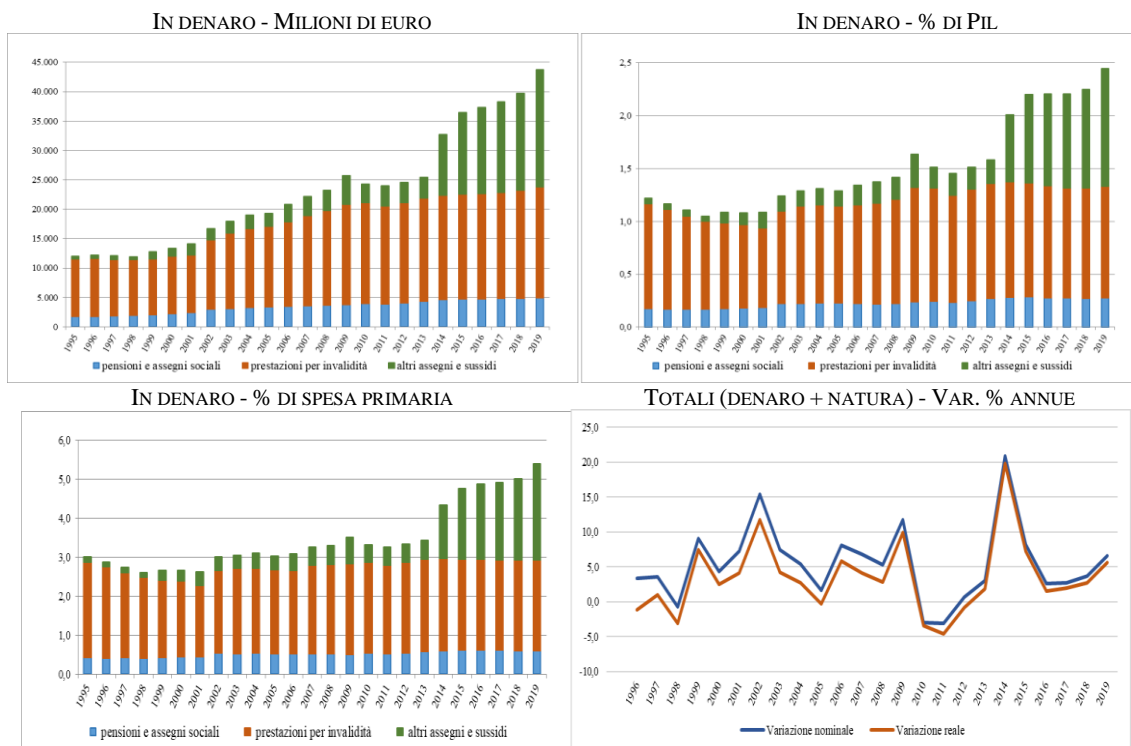 IN DENARO - MILIONI DI EURO
45.000
40.000
35.000
30.000
25.000
20.000
15.000
10.000
5.000
0
1995 1996 1997 1998 1999 2000 2001 2002 2003 2004 2005 2006 2007 2008 2009 2010 2011 2012 2013 2014 2015 2016 2017 2018 2019
pensioni e assegni sociali prestazioni per invalidità altri assegni e sussidi
IN DENARO - % DI PIL
2,5
2,0
1,5
1,0
0,5
0,0
1995 1996 1997 1998 1999 2000 2001 2002 2003 2004 2005 2006 2007 2008 2009 2010 2011 2012 2013 2014 2015 2016 2017 2018 2019
pensioni e assegni sociali prestazioni per invalidità altri assegni e sussidi
IN DENARO - % DI SPESA PRIMARIA
6,0
5,0
4,0
3,0
2,0
1,0
0,0
1995 1996 1997 1998 1999 2000 2001 2002 2003 2004 2005 2006 2007 2008 2009 2010 2011 2012 2013 2014 2015 2016 2017 2018 2019
pensioni e assegni sociali prestazioni per invalidità altri assegni e sussidi
TOTALI (DENARO + NATURA) - VAR. % ANNUE
25,0
20,0
15,0
10,0
5,0
0,0
-5,0
-10,0
1996 1997 1998 1999 2000 2001 2002 2003 2004 2005 2006 2007 2008 2009 2010 2011 2012 2013 2014 2015 2016 2017 2018 2019
Variazione nominale Variazione reale